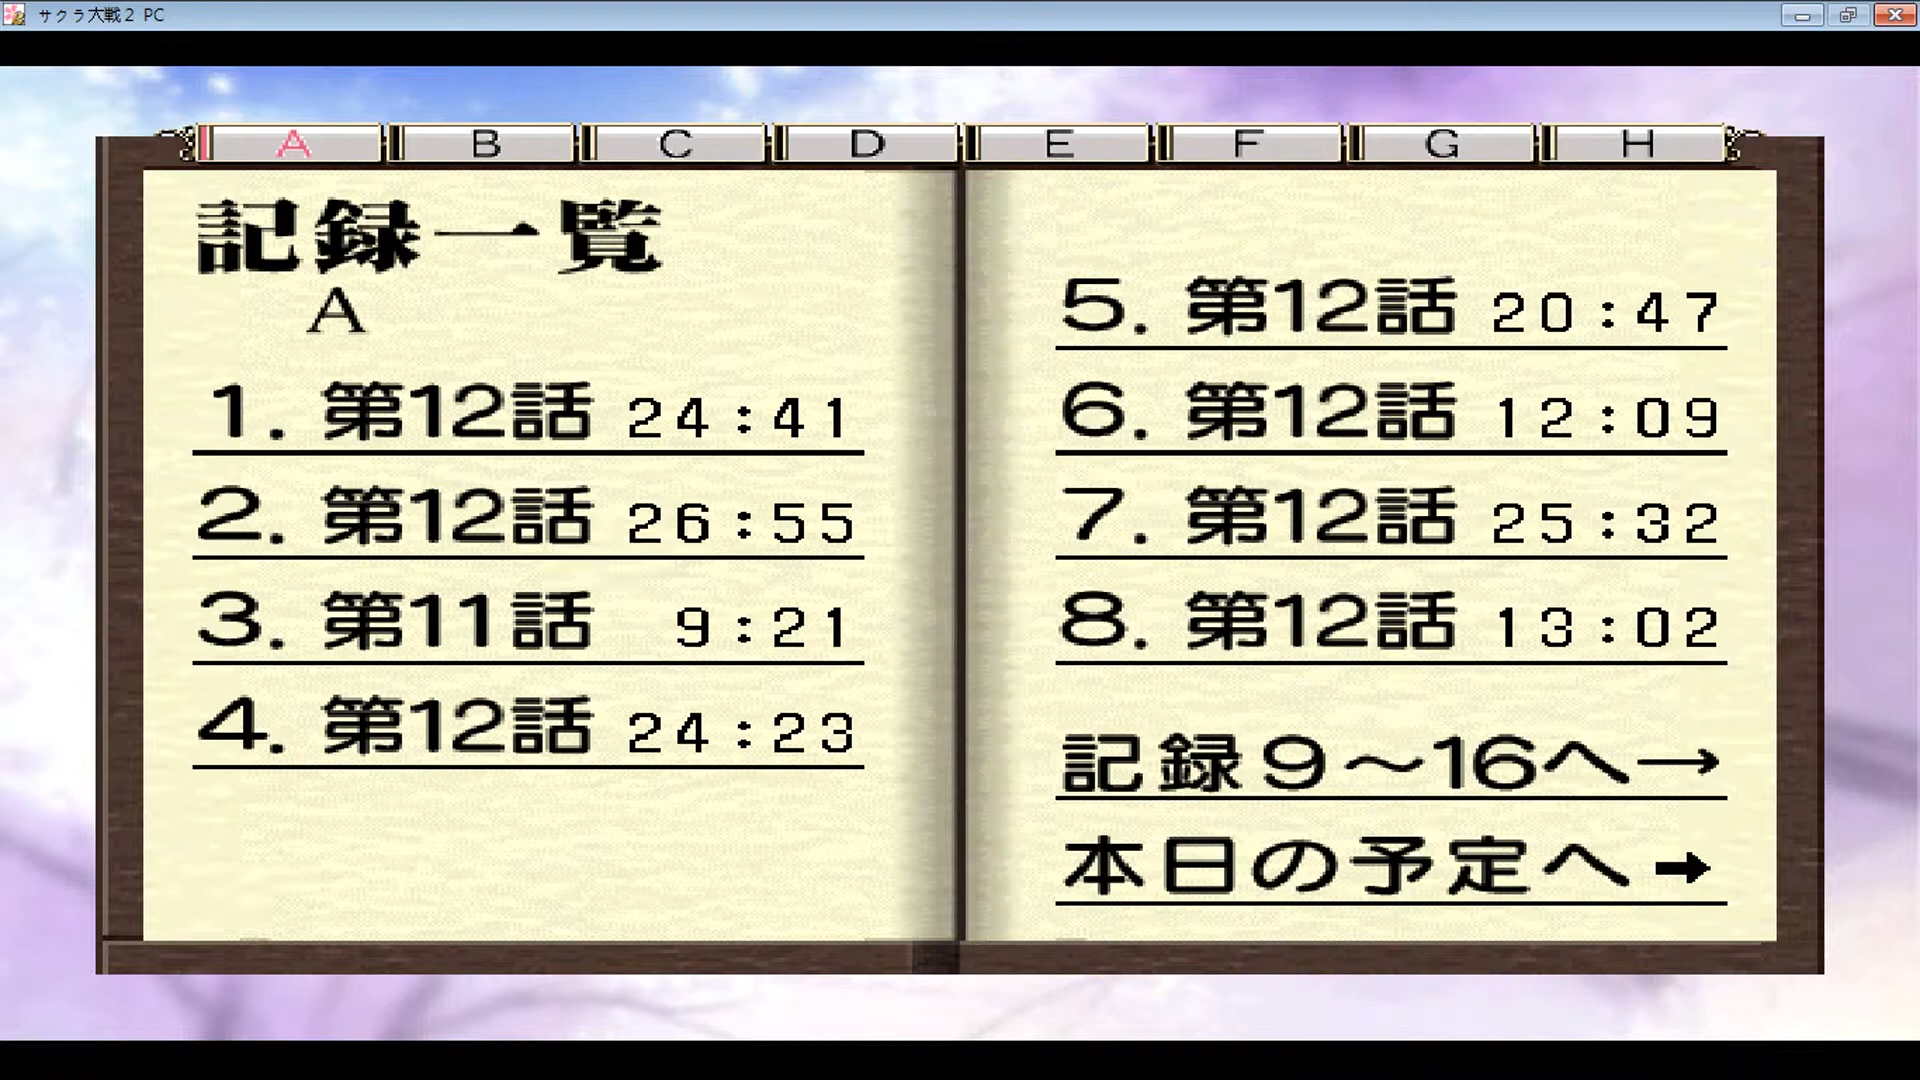 サクラ大戦2 PC
A B C D E F G H
記録一覧
A
1. 第12話 24:41
2. 第12話 26:55
3. 第11話 9:21
4. 第12話 24:23
5. 第12話 20:47
6. 第12話 12:09
7. 第12話 25:32
8. 第12話 13:02
記録9～16へ→
本日の予定へ➡